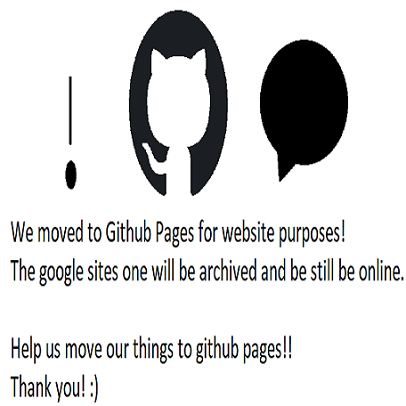 We moved to Github Pages for website purposes!
The google sites one will be archived and be still be online.
Help us move our things to github pages!!
Thank you! :)